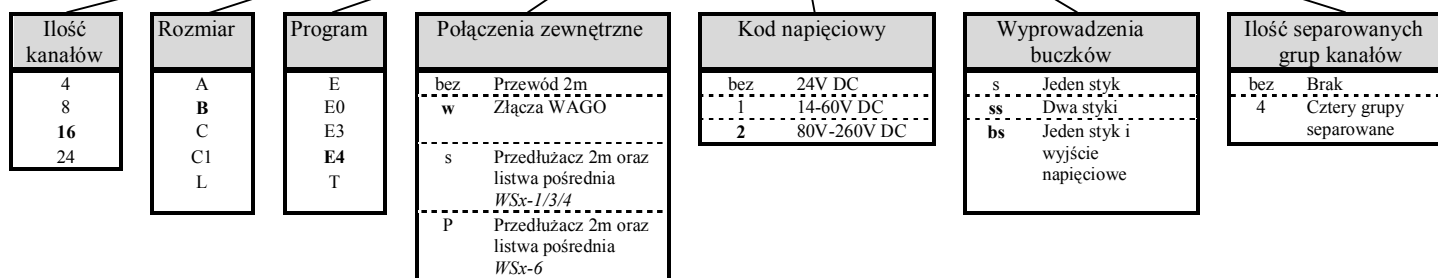 Ilość
kanałów
4
8
16
24
Rozmiar
A
B
C
C1
L
Program
E
E0
E3
E4
T
Połączenia zewnętrzne
bez Przewód 2m
w Złącza WAGO
s Przedłużacz 2m oraz
listwa pośrednia
WSx-1/3/4
P Przedłużacz 2m oraz
listwa pośrednia
WSx-6
Kod napięciowy
bez 24V DC
1 14-60V DC
2 80V-260V DC
Wyprowadzenia
buczków
s Jeden styk
ss Dwa styki
bs Jeden styk i
wyjście
napięciowe
Ilość separowanych
grup kanałów
bez Brak
4 Cztery grupy
separowane